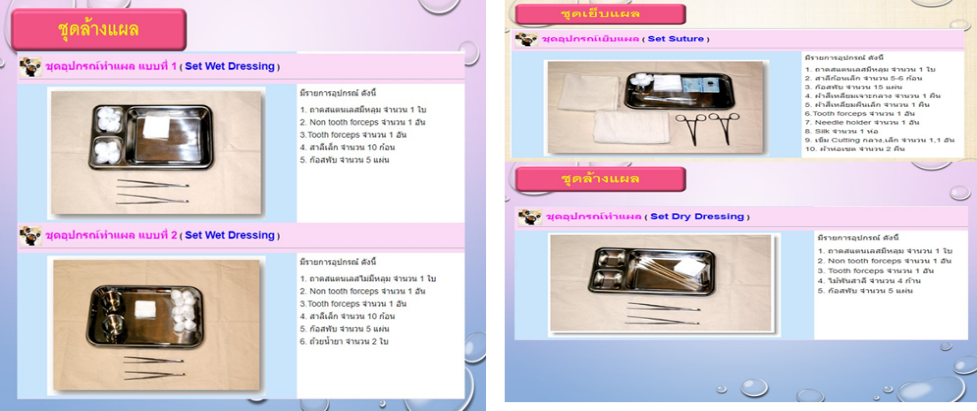 ชุดล้างแผล
ชุดอุปกรณ์ทำแผล แบบที่ 1 ( Set Wet Dressing )
มีรายการอุปกรณ์ ดังนี้
1. ถาดสแตนเลสมีหลุม จำนวน 1 ใบ
2. Non tooth forceps จำนวน 1 อัน
3.Tooth forceps จำนวน 1 อัน
4. สาลีเล็ก จำนวน 10 ก้อน
5. ก๊อสพับ จำนวน 5 แผ่น
ชุดอุปกรณ์ทำแผล แบบที่ 2 ( Set Wet Dressing )
มีรายการอุปกรณ์ ดังนี้
1. ถาดสแตนเลสไม่มีหลุม จำนวน 1 ใบ
2. Non tooth forceps จำนวน 1 อัน
3.Tooth forceps จำนวน 1 อัน
4. สาลีเล็ก จำนวน 10 ก้อน
5. ก๊อสพับ จำนวน 5 แผ่น
6. ถ้วยน้ำยา จำนวน 2 ใบ
ชุดเย็บแผล
ชุดอุปกรณ์เย็บแผล ( Set Suture )
มีรายการอุปกรณ์ ดังนี้
1. ถาดสแตนเลสมีหลุม จำนวน 1 ใบ
2. สาลีก้อนเล็ก จำนวน 5-6 ก้อน
3. ก๊อสพับ จำนวน 15 แผ่น
4. ผ้าสี่เหลี่ยมเจาะกลาง จำนวน 1 ผืน
5. ผ้าสี่เหลี่ยมผืนเล็ก จำนวน 1 ผืน
6.Tooth forceps จำนวน 1 อัน
7. Needle holder จำนวน 1 อัน
8. Silk จำนวน 1 ห่อ
9. เข็ม Cutting กลาง,เล็ก จำนวน 1,1 อัน
10. ผ้าห่อเซต จำนวน 2 ผืน
ชุดล้างแผล
ชุดอุปกรณ์ทำแผล ( Set Dry Dressing )
มีรายการอุปกรณ์ ดังนี้
1. ถาดสแตนเลสมีหลุม จำนวน 1 ใบ
2. Non tooth forceps จำนวน 1 อัน
3. Tooth forceps จำนวน 1 อัน
4. ไม้พันสาลี จำนวน 4 ก้าน
5. ก๊อสพับ จำนวน 5 แผ่น